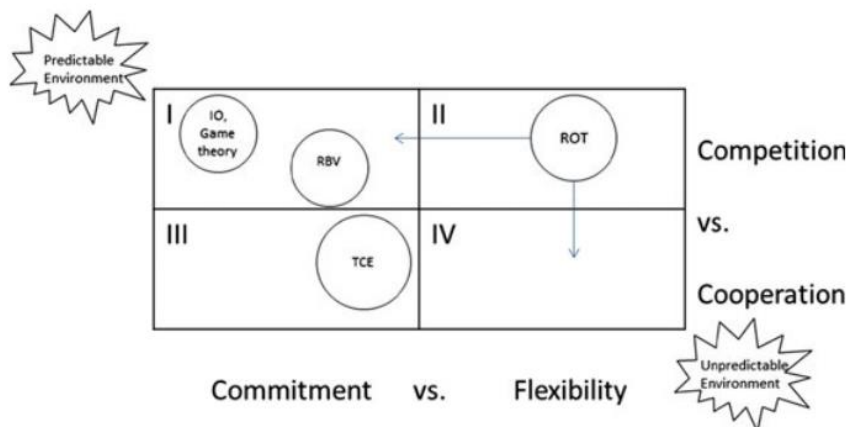 Predictable
Environment
I
IO,
Game
theory
RBV
II
ROT
Competition
vs.
III
TCE
IV
Cooperation
Unpredictable
Environment
Commitment vs. Flexibility